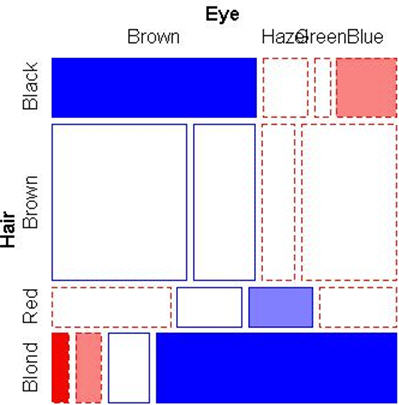 Eye
Brown Hazel Green Blue
Hair
Black
Brown
Red
Blond